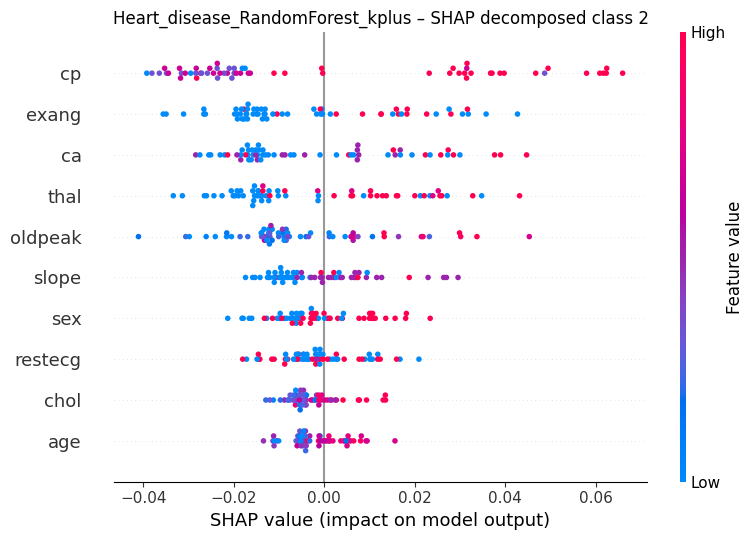 Heart_disease_RandomForest_kplus – SHAP decomposed class 2
High
cp
exang
ca
thal
oldpeak
slope
sex
restecg
chol
age
Feature value
Low
−0.04 −0.02 0.00 0.02 0.04 0.06
SHAP value (impact on model output)